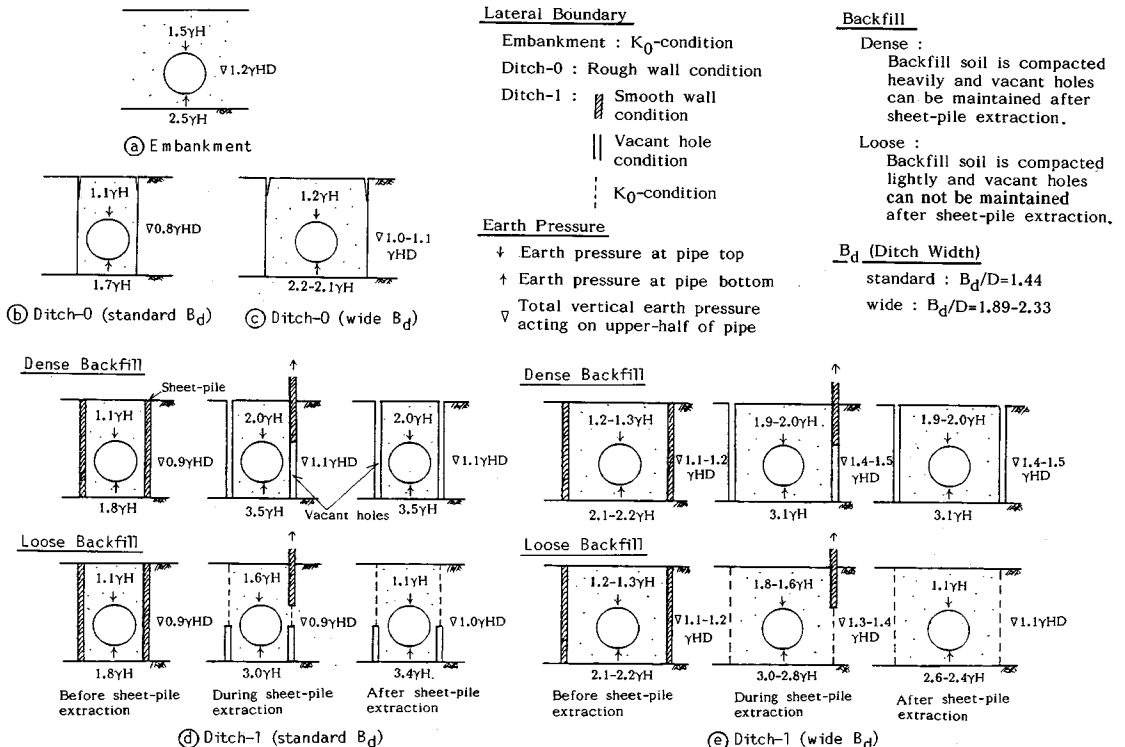 1.5γH
∇1.2γHD
2.5γH
ⓐ Embankment
1.1γH
∇0.8γHD
1.7γH
ⓑ Ditch-0 (standard Bd)
1.2γH
∇1.0-1.1
γHD
2.2-2.1γH
ⓒ Ditch-0 (wide Bd)
Lateral Boundary
Embankment : K0-condition
Ditch-0 : Rough wall condition
Ditch-1 :
Smooth wall
condition
Vacant hole
condition
K0-condition
Earth Pressure
↓ Earth pressure at pipe top
↑ Earth pressure at pipe bottom
∇ Total vertical earth pressure
acting on upper-half of pipe
Backfill
Dense :
Backfill soil is compacted
heavily and vacant holes
can be maintained after
sheet-pile extraction.
Loose :
Backfill soil is compacted
lightly and vacant holes
can not be maintained
after sheet-pile extraction.
Bd (Ditch Width)
standard : Bd/D=1.44
wide : Bd/D=1.89-2.33
Dense Backfill
Sheet-pile
1.1γH
∇0.9γHD
1.8γH
2.0γH
∇1.1γHD
3.5γH
Vacant holes
2.0γH
∇1.1γHD
3.5γH
Loose Backfill
1.1γH
∇0.9γHD
1.8γH
Before sheet-pile
extraction
1.6γH
∇0.9γHD
3.0γH
During sheet-pile
extraction
1.1γH
∇1.0γHD
3.4γH
After sheet-pile
extraction
ⓓ Ditch-1 (standard Bd)
Dense Backfill
1.2-1.3γH
∇1.1-1.2
γHD
2.1-2.2γH
1.9-2.0γH
∇1.4-1.5
γHD
3.1γH
1.9-2.0γH
∇1.4-1.5
γHD
3.1γH
Loose Backfill
1.2-1.3γH
∇1.1-1.2
γHD
2.1-2.2γH
Before sheet-pile
extraction
1.8-1.6γH
∇1.3-1.4
γHD
3.0-2.8γH
During sheet-pile
extraction
1.1γH
∇1.1γHD
2.6-2.4γH
After sheet-pile
extraction
ⓔ Ditch-1 (wide Bd)